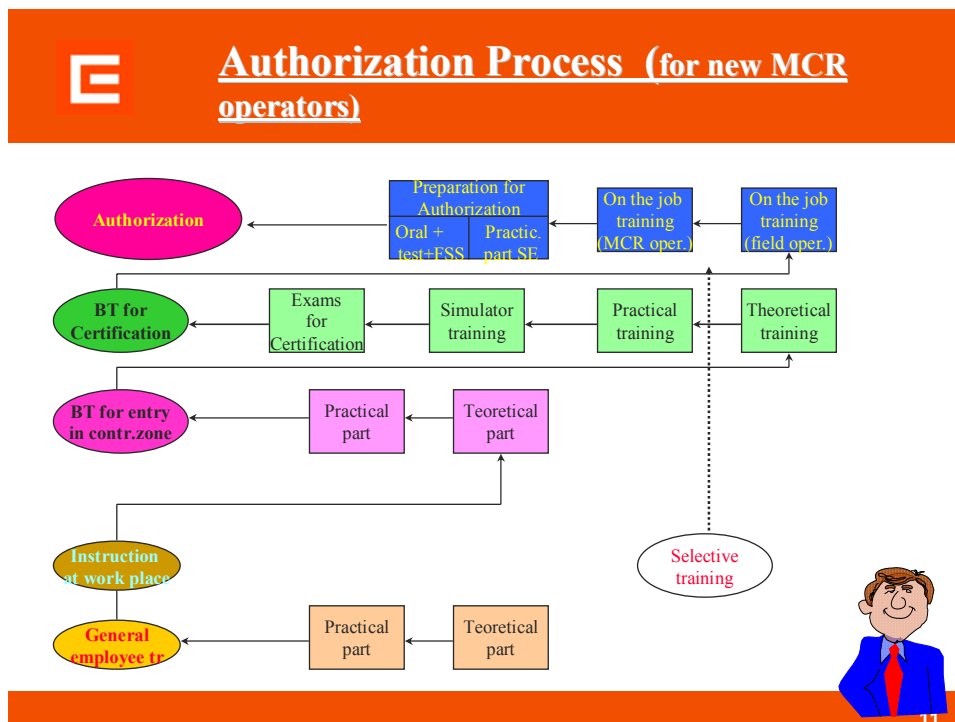 Authorization Process (for new MCR
operators)
Authorization
Preparation for
Authorization
Oral +
test+FSS
Practic.
part SE
On the job
training
(MCR oper.)
On the job
training
(field oper.)
BT for
Certification
Exams
for
Certification
Simulator
training
Practical
training
Theoretical
training
BT for entry
in contr.zone
Practical
part
Teoretical
part
Instruction
at work place
Selective
training
General
employee tr
Practical
part
Teoretical
part
11